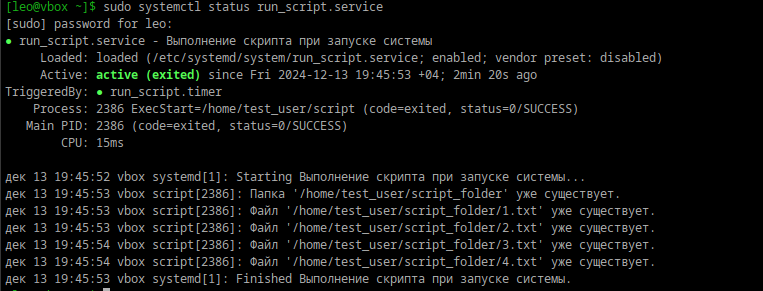 [leo@vbox ~]$ sudo systemctl status run_script.service
[sudo] password for leo:
● run_script.service - Выполнение скрипта при запуске системы
Loaded: loaded (/etc/systemd/system/run_script.service; enabled; vendor preset: disabled)
Active: active (exited) since Fri 2024-12-13 19:45:53 +04; 2min 20s ago
TriggeredBy: ● run_script.timer
Process: 2386 ExecStart=/home/test_user/script (code=exited, status=0/SUCCESS)
Main PID: 2386 (code=exited, status=0/SUCCESS)
CPU: 15ms

дек 13 19:45:52 vbox systemd[1]: Starting Выполнение скрипта при запуске системы...
дек 13 19:45:53 vbox script[2386]: Папка '/home/test_user/script_folder' уже существует.
дек 13 19:45:53 vbox script[2386]: Файл '/home/test_user/script_folder/1.txt' уже существует.
дек 13 19:45:53 vbox script[2386]: Файл '/home/test_user/script_folder/2.txt' уже существует.
дек 13 19:45:54 vbox script[2386]: Файл '/home/test_user/script_folder/3.txt' уже существует.
дек 13 19:45:54 vbox script[2386]: Файл '/home/test_user/script_folder/4.txt' уже существует.
дек 13 19:45:53 vbox systemd[1]: Finished Выполнение скрипта при запуске системы.